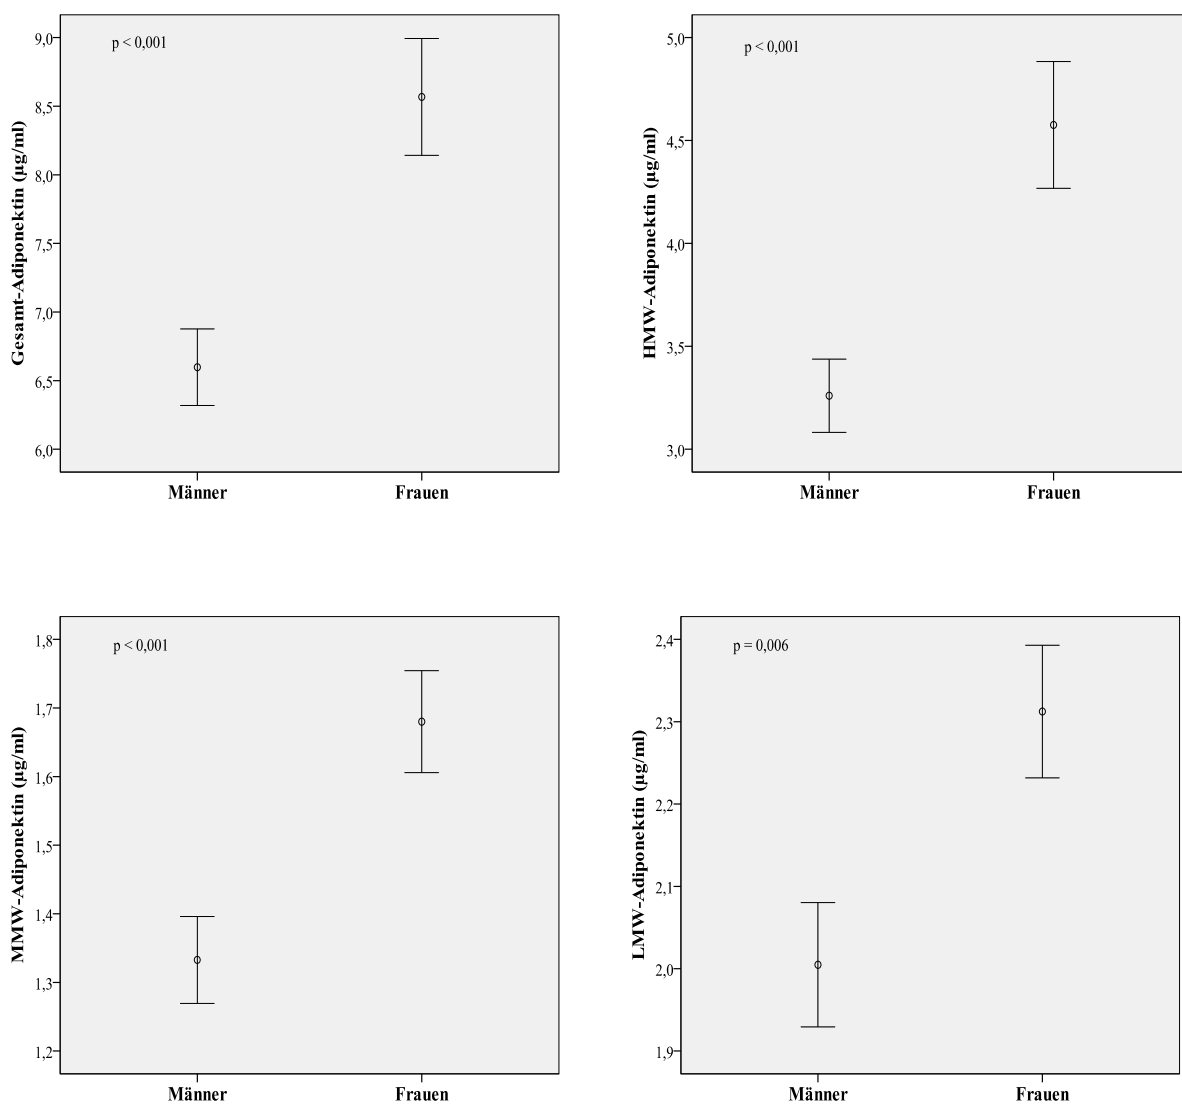 p < 0,001
Gesamt-Adiponektin (µg/ml)
9,0
8,5
8,0
7,5
7,0
6,5
6,0
Männer Frauen
p < 0,001
HMW-Adiponektin (µg/ml)
5,0
4,5
4,0
3,5
3,0
Männer Frauen
p < 0,001
MMW-Adiponektin (µg/ml)
1,8
1,7
1,6
1,5
1,4
1,3
1,2
Männer Frauen
p = 0,006
LMW-Adiponektin (µg/ml)
2,4
2,3
2,2
2,1
2,0
1,9
Männer Frauen